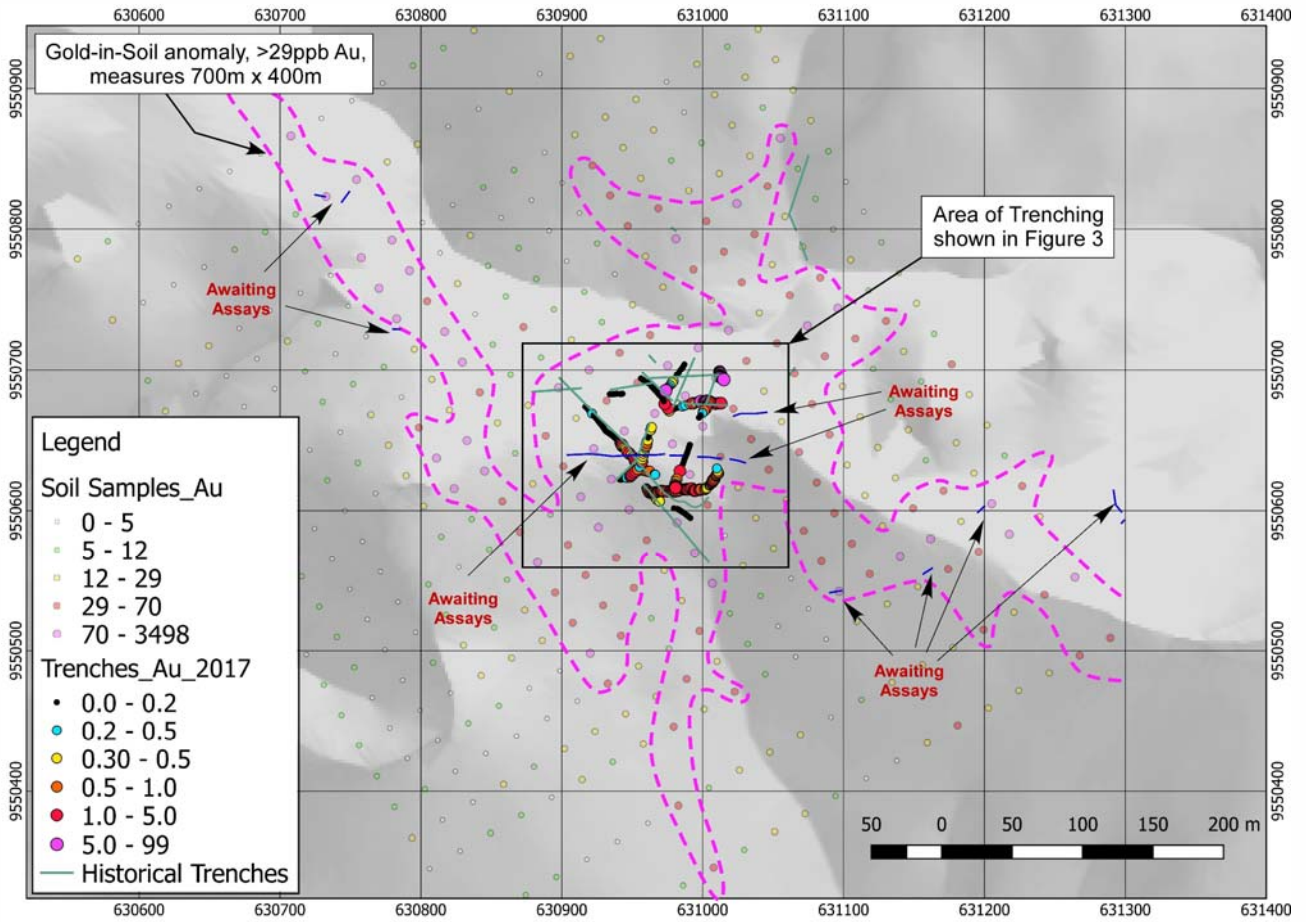 630600 630700 630800 630900 631000 631100 631200 631300 631400
Gold-in-Soil anomaly, >29ppb Au,
measures 700m x 400m
9550900
9550900
9550800
9550800
Area of Trenching
shown in Figure 3
Awaiting
Assays
9550700
9550700
Awaiting
Assays
Legend
Soil Samples_Au
0 - 5
5 - 12
12 - 29
29 - 70
70 - 3498
Trenches_Au_2017
0.0 - 0.2
0.2 - 0.5
0.30 - 0.5
0.5 - 1.0
1.0 - 5.0
5.0 - 99
Historical Trenches
9550600
9550600
Awaiting
Assays
9550500
9550500
Awaiting
Assays
9550400
9550400
50 0 50 100 150 200 m
630600 630700 630800 630900 631000 631100 631200 631300 631400